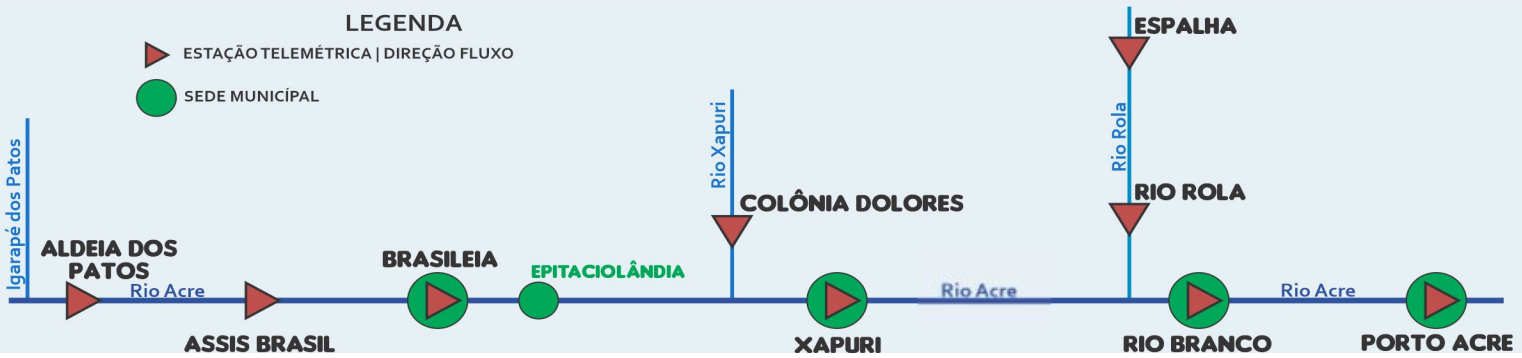 LEGENDA
ESTAÇÃO TELEMÉTRICA | DIREÇÃO FLUXO
SEDE MUNICÍPAL
Igarapé dos Patos
ALDEIA DOS
PATOS
Rio Acre
ASSIS BRASIL
BRASILEIA
EPITACIOLÂNDIA
Rio Xapuri
COLÔNIA DOLORES
XAPURI
Rio Acre
ESPALHA
Rio Rola
RIO ROLA
RIO BRANCO
Rio Acre
PORTO ACRE